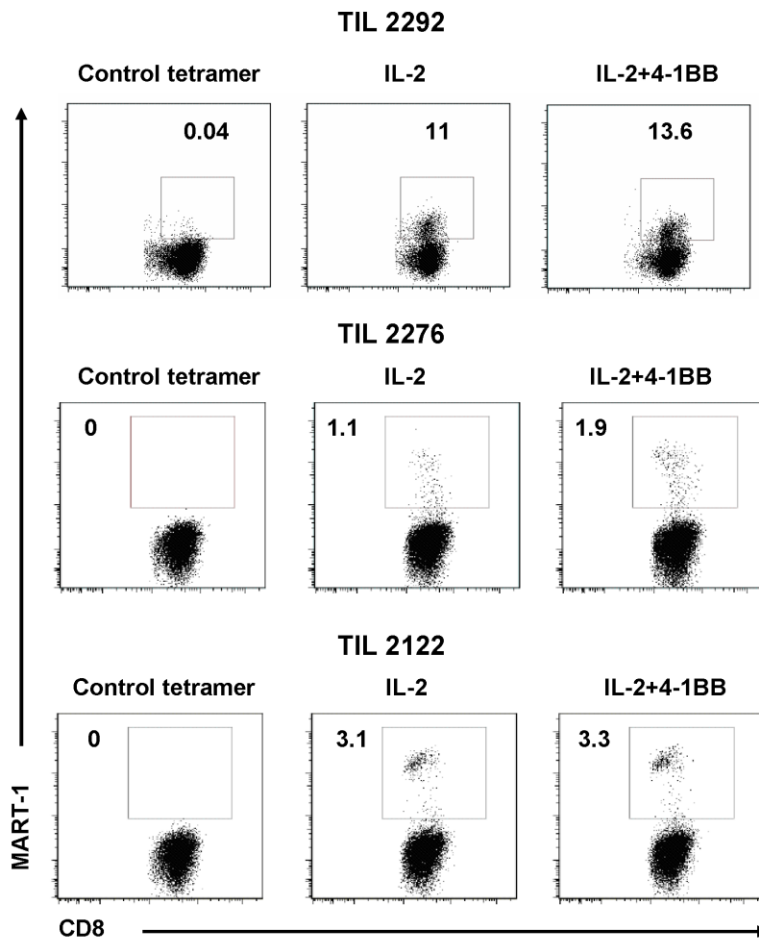 TIL 2292
Control tetramer IL-2 IL-2+4-1BB
0.04 11 13.6
TIL 2276
Control tetramer IL-2 IL-2+4-1BB
0 1.1 1.9
TIL 2122
Control tetramer IL-2 IL-2+4-1BB
0 3.1 3.3
MART-1
CD8